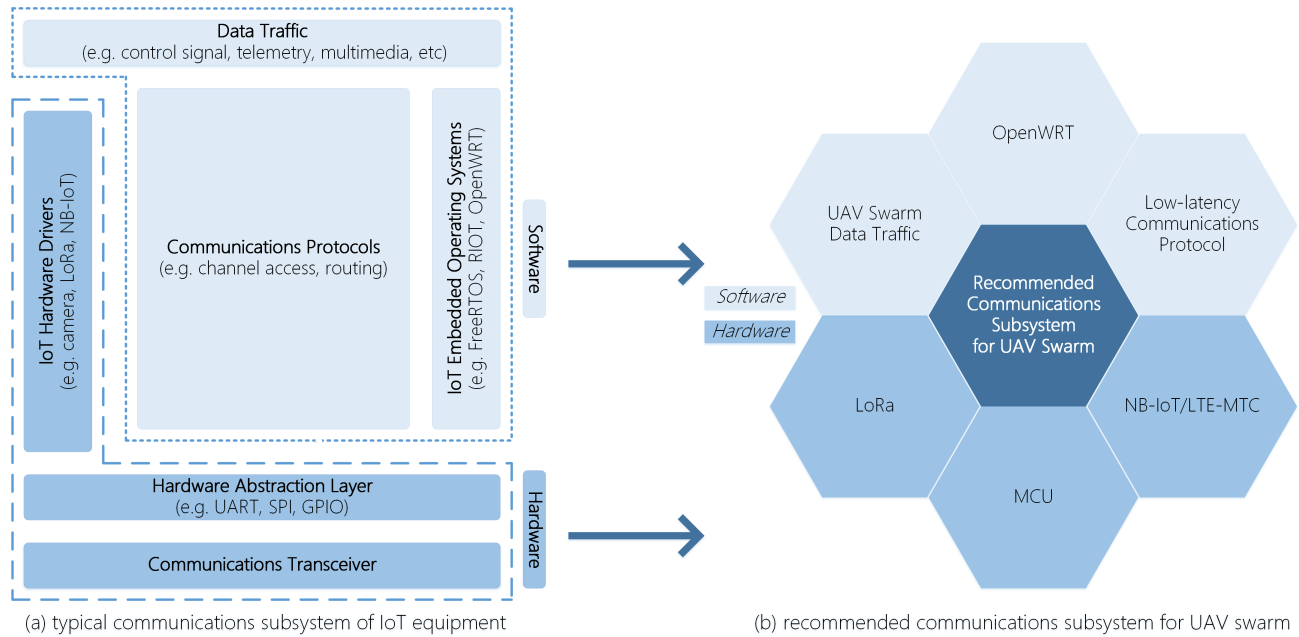 Data Traffic
(e.g. control signal, telemetry, multimedia, etc)
IoT Hardware Drivers
(e.g. camera, LoRa, NB-IoT)
Communications Protocols
(e.g. channel access, routing)
IoT Embedded Operating Systems
(e.g. FreeRTOS, RIOT, OpenWRT)
Software
Hardware Abstraction Layer
(e.g. UART, SPI, GPIO)
Communications Transceiver
Hardware
(a) typical communications subsystem of IoT equipment
Software
Hardware
OpenWRT
UAV Swarm
Data Traffic
Low-latency
Communications
Protocol
Recommended
Communications
Subsystem
for UAV Swarm
LoRa
NB-IoT/LTE-MTC
MCU
(b) recommended communications subsystem for UAV swarm